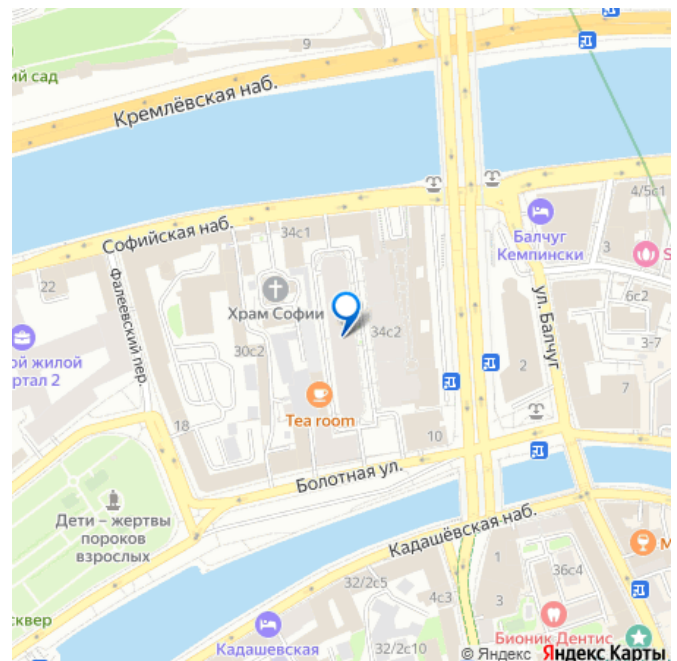 9
ий сад
Кремлёвская наб.
4/5с1
Софийская наб.
34с1
Балчуг
Кемпински
3
S
22
Фалеевский пер.
Храм Софии
ул. Балчуг
6с2
34с2
3-7
ой жилой
ртал 2
30с2
2
7
Tea room
18
10
Болотная ул.
Дети – жертвы
пороков
взрослых
Кадашёвская наб.
М
1
32/2с5
36с4
4с3
3
сквер
Бионик Дентис
Кадашевская
32/2с10
© Яндекс Яндекс Карты